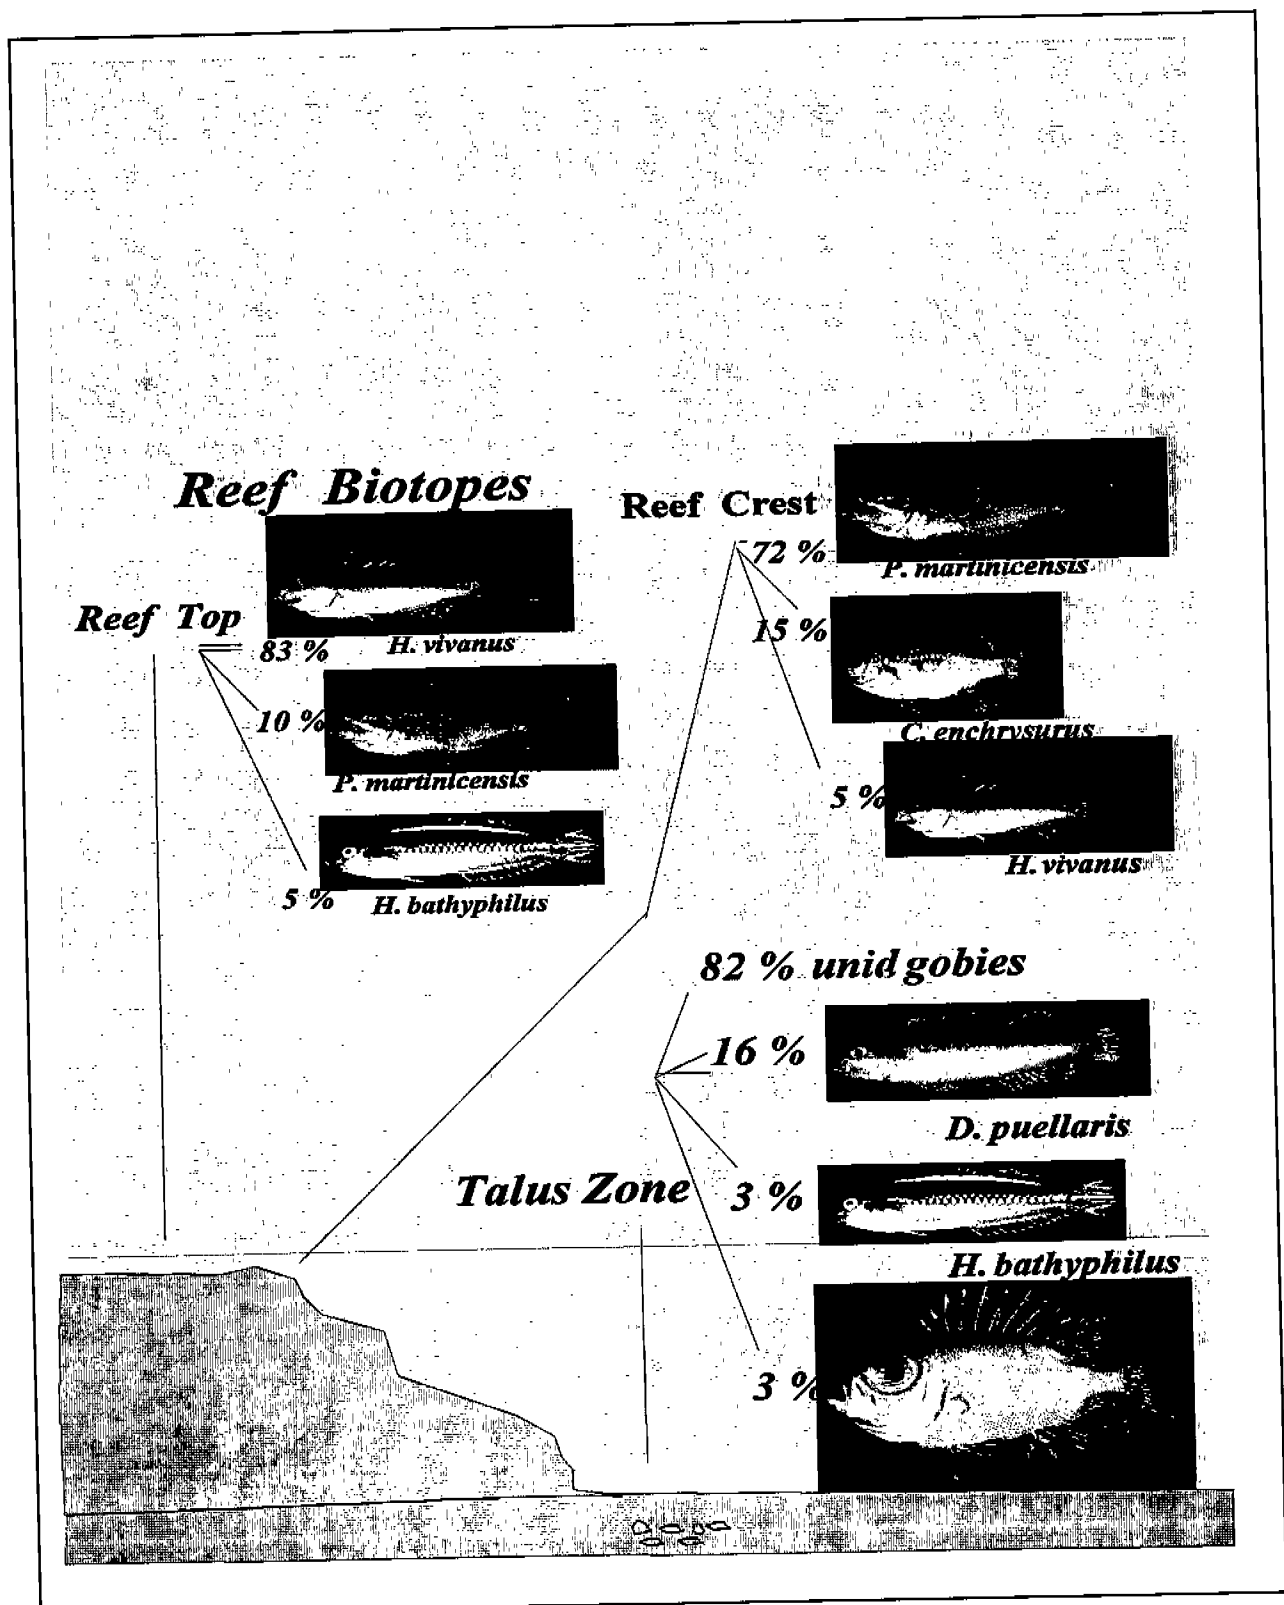 Reef Biotopes
Reef Top
83 %
H. vivanus
10 %
P. martinicensis
5 %
H. bathyphilus
Reef Crest
72 %
P. martinicensis
15 %
C. enchrysurus
5 %
H. vivanus
82 % unid gobies
16 %
D. puellaris
Talus Zone
3 %
H. bathyphilus
3 %